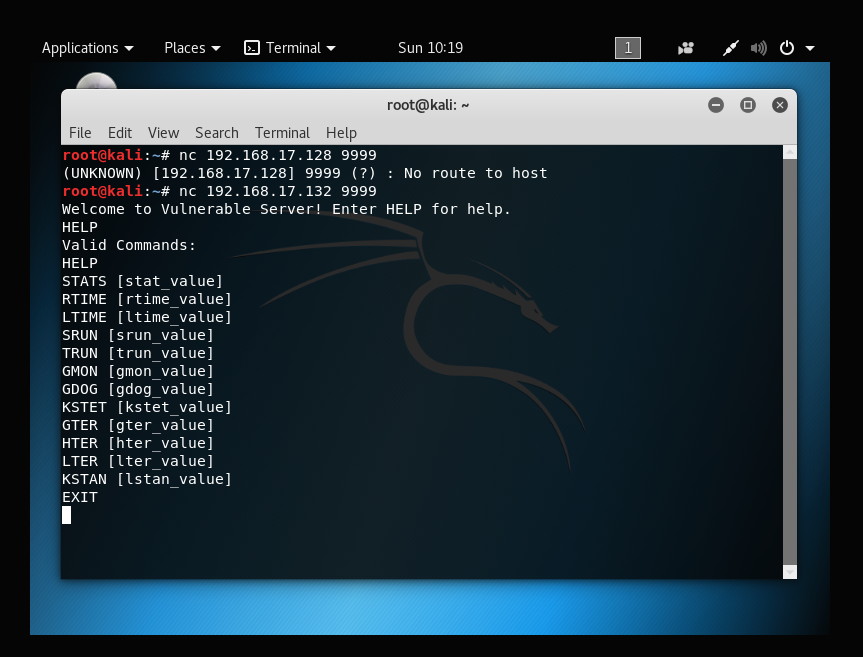 Applications Places Terminal Sun 10:19 1
root@kali: ~
File Edit View Search Terminal Help
root@kali:~# nc 192.168.17.128 9999
(UNKNOWN) [192.168.17.128] 9999 (?) : No route to host
root@kali:~# nc 192.168.17.132 9999
Welcome to Vulnerable Server! Enter HELP for help.
HELP
Valid Commands:
HELP
STATS [stat_value]
RTIME [rtime_value]
LTIME [ltime_value]
SRUN [srun_value]
TRUN [trun_value]
GMON [gmon_value]
GDOG [gdog_value]
KSTET [kstet_value]
GTER [gter_value]
HTER [hter_value]
LTER [lter_value]
KSTAN [lstan_value]
EXIT